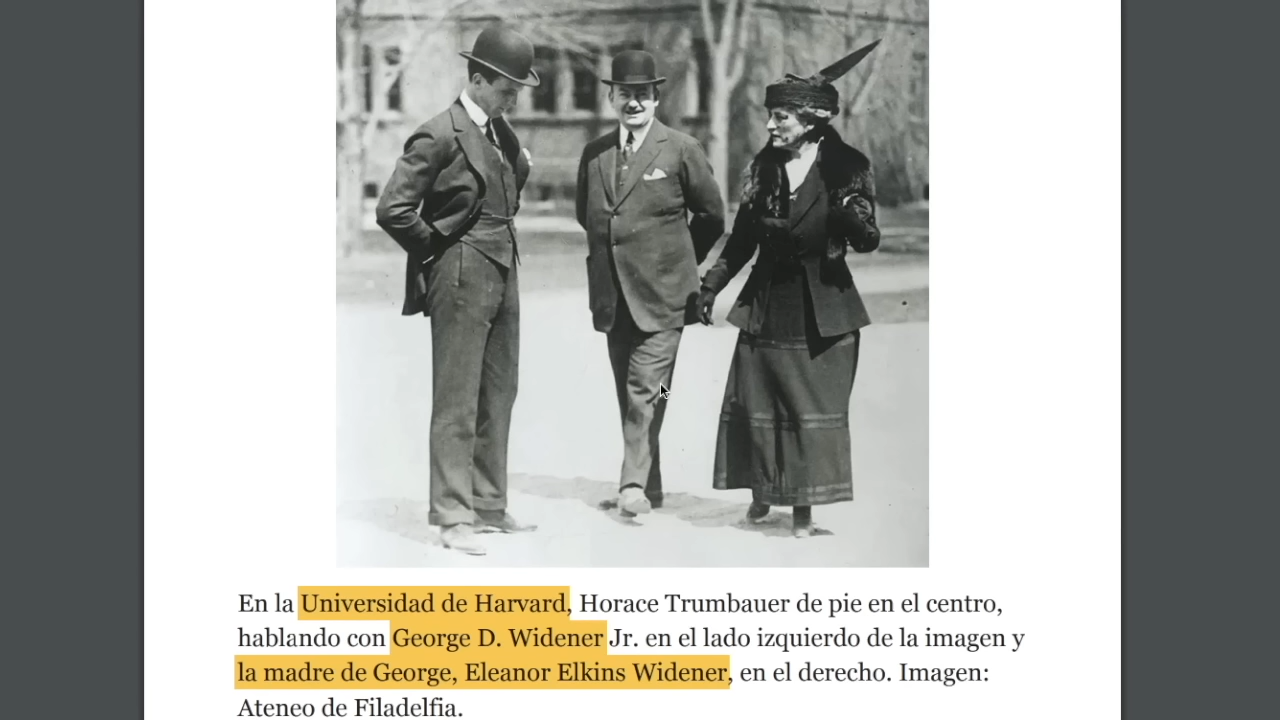 En la Universidad de Harvard, Horace Trumbauer de pie en el centro,
hablando con George D. Widener Jr. en el lado izquierdo de la imagen y
la madre de George, Eleanor Elkins Widener, en el derecho. Imagen:
Ateneo de Filadelfia.